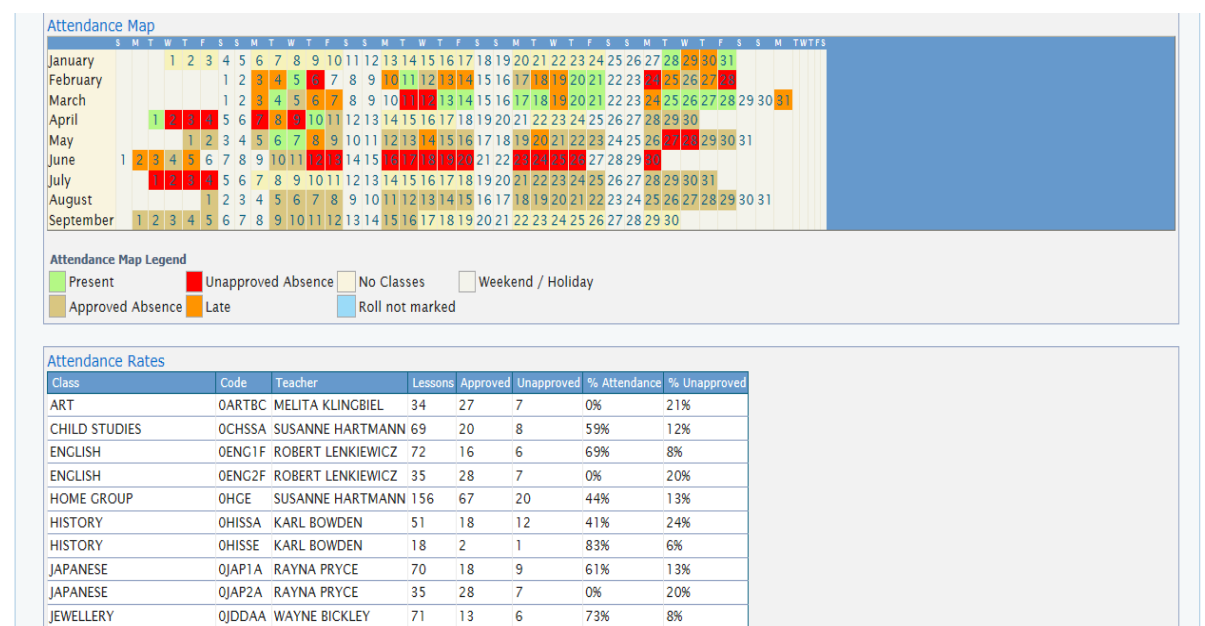 Attendance Map
S M T W T F S S M T W T F S S M T W T F S S M T W T F S S M T W T F S S M TWTFS
January 1 2 3 4 5 6 7 8 9 10 11 12 13 14 15 16 17 18 19 20 21 22 23 24 25 26 27 28 29 30 31
February 1 2 3 4 5 6 7 8 9 10 11 12 13 14 15 16 17 18 19 20 21 22 23 24 25 26 27 28
March 1 2 3 4 5 6 7 8 9 10 11 12 13 14 15 16 17 18 19 20 21 22 23 24 25 26 27 28 29 30 31
April 1 2 3 4 5 6 7 8 9 10 11 12 13 14 15 16 17 18 19 20 21 22 23 24 25 26 27 28 29 30
May 1 2 3 4 5 6 7 8 9 10 11 12 13 14 15 16 17 18 19 20 21 22 23 24 25 26 27 28 29 30 31
June 1 2 3 4 5 6 7 8 9 10 11 12 13 14 15 16 17 18 19 20 21 22 23 24 25 26 27 28 29 30
July 1 2 3 4 5 6 7 8 9 10 11 12 13 14 15 16 17 18 19 20 21 22 23 24 25 26 27 28 29 30 31
August 1 2 3 4 5 6 7 8 9 10 11 12 13 14 15 16 17 18 19 20 21 22 23 24 25 26 27 28 29 30 31
September 1 2 3 4 5 6 7 8 9 10 11 12 13 14 15 16 17 18 19 20 21 22 23 24 25 26 27 28 29 30
Attendance Map Legend
Present Unapproved Absence No Classes Weekend / Holiday
Approved Absence Late Roll not marked
Attendance Rates
Class Code Teacher Lessons Approved Unapproved % Attendance % Unapproved
ART 0ARTBC MELITA KLINGBIEL 34 27 7 0% 21%
CHILD STUDIES 0CHSSA SUSANNE HARTMANN 69 20 8 59% 12%
ENGLISH 0ENG1F ROBERT LENKIEWICZ 72 16 6 69% 8%
ENGLISH 0ENG2F ROBERT LENKIEWICZ 35 28 7 0% 20%
HOME GROUP 0HGE SUSANNE HARTMANN 156 67 20 44% 13%
HISTORY 0HISSA KARL BOWDEN 51 18 12 41% 24%
HISTORY 0HISSE KARL BOWDEN 18 2 1 83% 6%
JAPANESE 0JAP1A RAYNA PRYCE 70 18 9 61% 13%
JAPANESE 0JAP2A RAYNA PRYCE 35 28 7 0% 20%
JEWELLERY 0JDDAA WAYNE BICKLEY 71 13 6 73% 8%